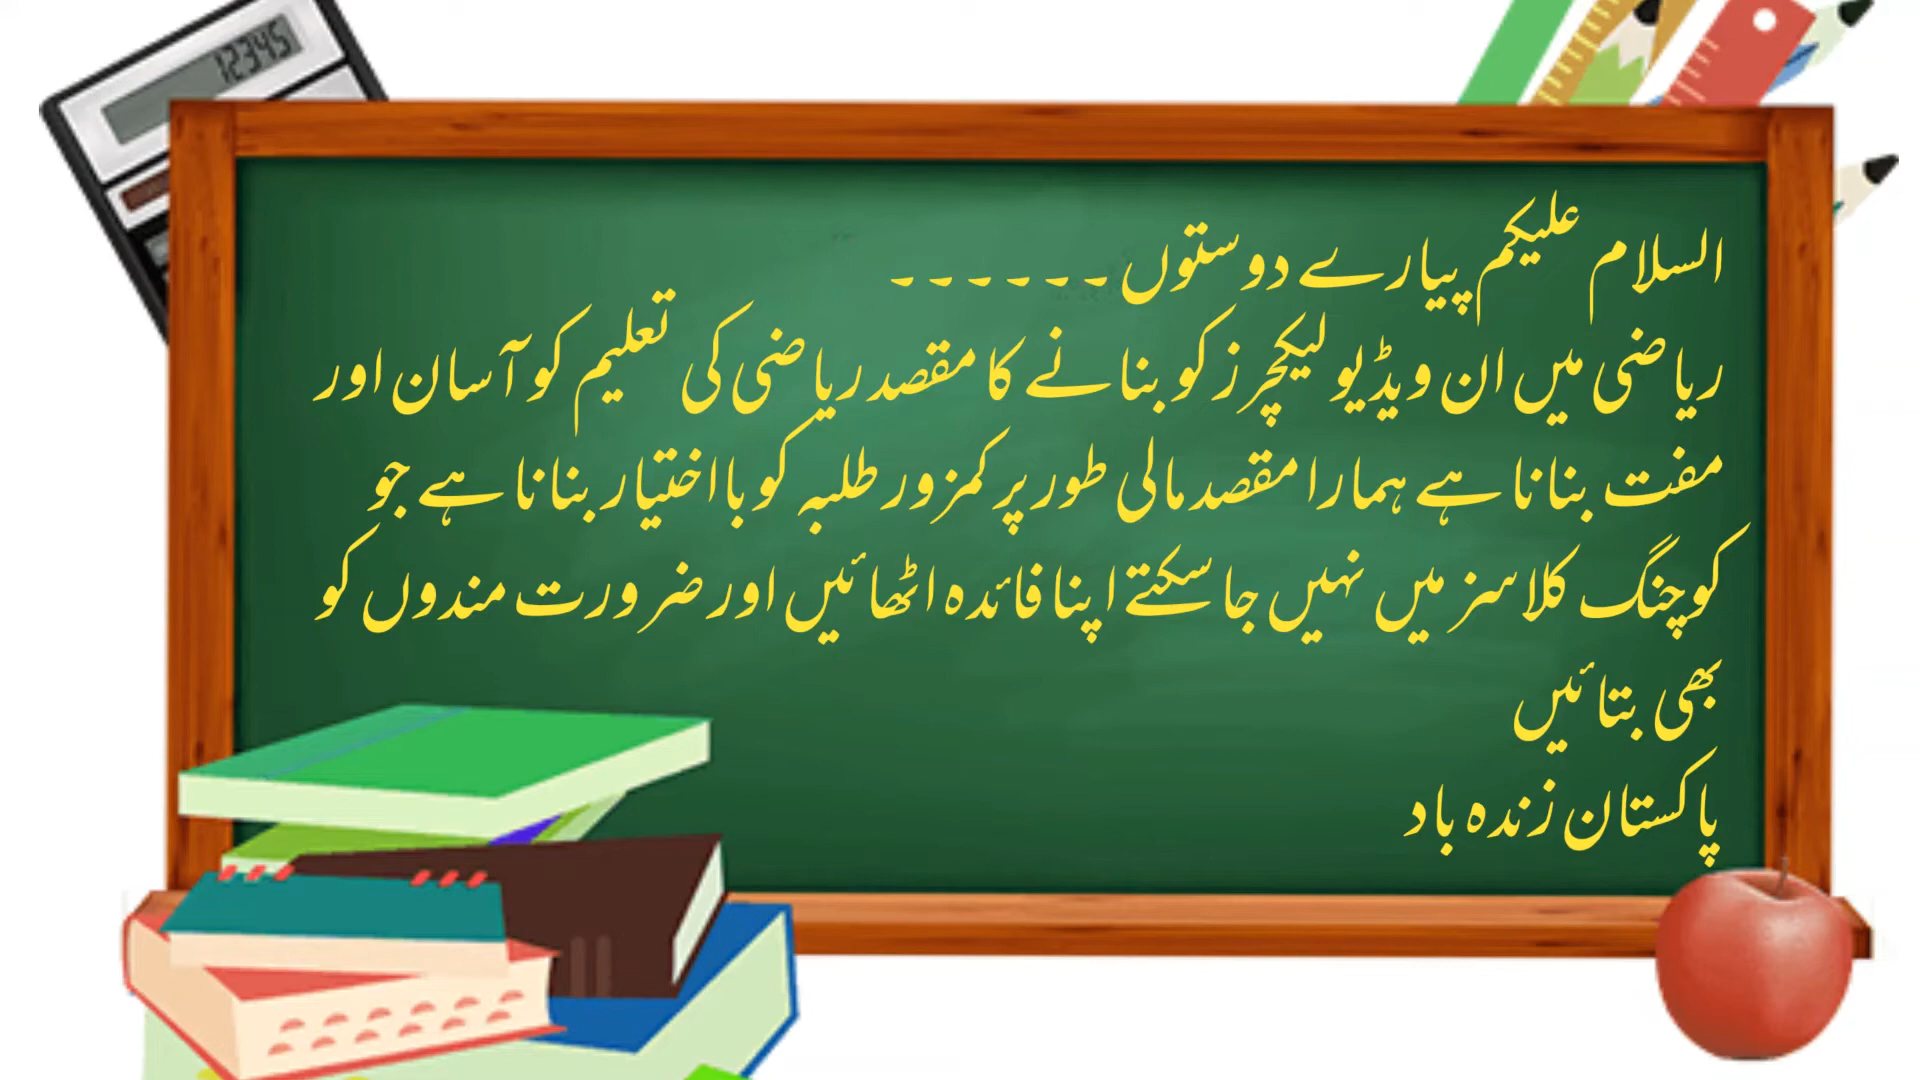 12345
السلام علیکم پیارے دوستوں ۔۔۔۔۔۔
ریاضی میں ان ویڈیو لیکچرز کو بنانے کا مقصد ریاضی کی تعلیم کو آسان اور
مفت بنانا ہے ہمارا مقصد مالی طور پر کمزور طلبہ کو بااختیار بنانا ہے جو
کوچنگ کلاسز میں نہیں جا سکتے اپنا فائدہ اٹھائیں اور ضرورت مندوں کو
بھی بتائیں
پاکستان زندہ باد